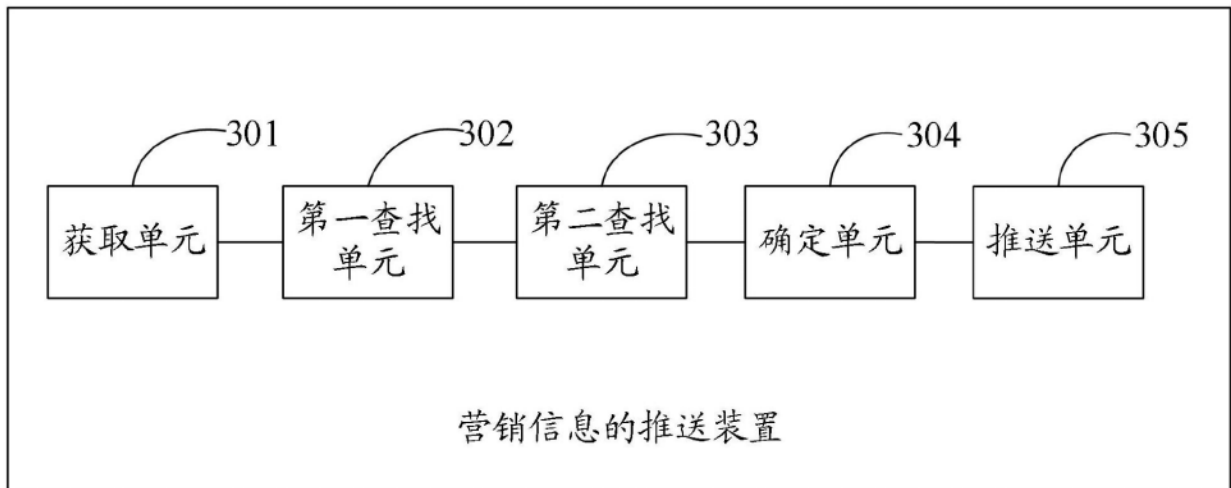 301
302
303
304
305
获取单元
第一查找
单元
第二查找
单元
确定单元
推送单元
营销信息的推送装置